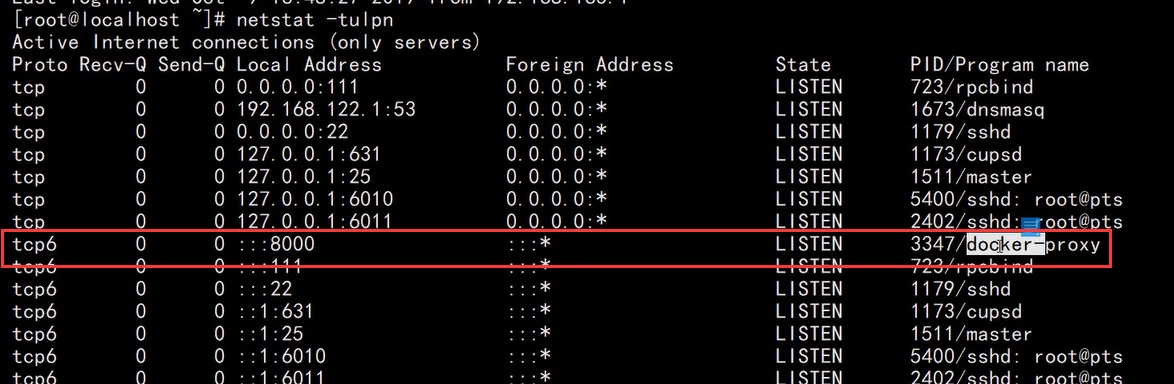 [root@localhost ~]# netstat -tulpn
Active Internet connections (only servers)
Proto Recv-Q Send-Q Local Address Foreign Address State PID/Program name
tcp 0 0 0.0.0.0:111 0.0.0.0:* LISTEN 723/rpcbind
tcp 0 0 192.168.122.1:53 0.0.0.0:* LISTEN 1673/dnsmasq
tcp 0 0 0.0.0.0:22 0.0.0.0:* LISTEN 1179/sshd
tcp 0 0 127.0.0.1:631 0.0.0.0:* LISTEN 1173/cupsd
tcp 0 0 127.0.0.1:25 0.0.0.0:* LISTEN 1511/master
tcp 0 0 127.0.0.1:6010 0.0.0.0:* LISTEN 5400/sshd: root@pts
tcp 0 0 127.0.0.1:6011 0.0.0.0:* LISTEN 2402/sshd: root@pts
tcp6 0 0 :::8000 :::* LISTEN 3347/docker-proxy
tcp6 0 0 :::111 :::* LISTEN 723/rpcbind
tcp6 0 0 :::22 :::* LISTEN 1179/sshd
tcp6 0 0 ::1:631 :::* LISTEN 1173/cupsd
tcp6 0 0 ::1:25 :::* LISTEN 1511/master
tcp6 0 0 ::1:6010 :::* LISTEN 5400/sshd: root@pts
tcp6 0 0 ::1:6011 :::* LISTEN 2402/sshd: root@pts